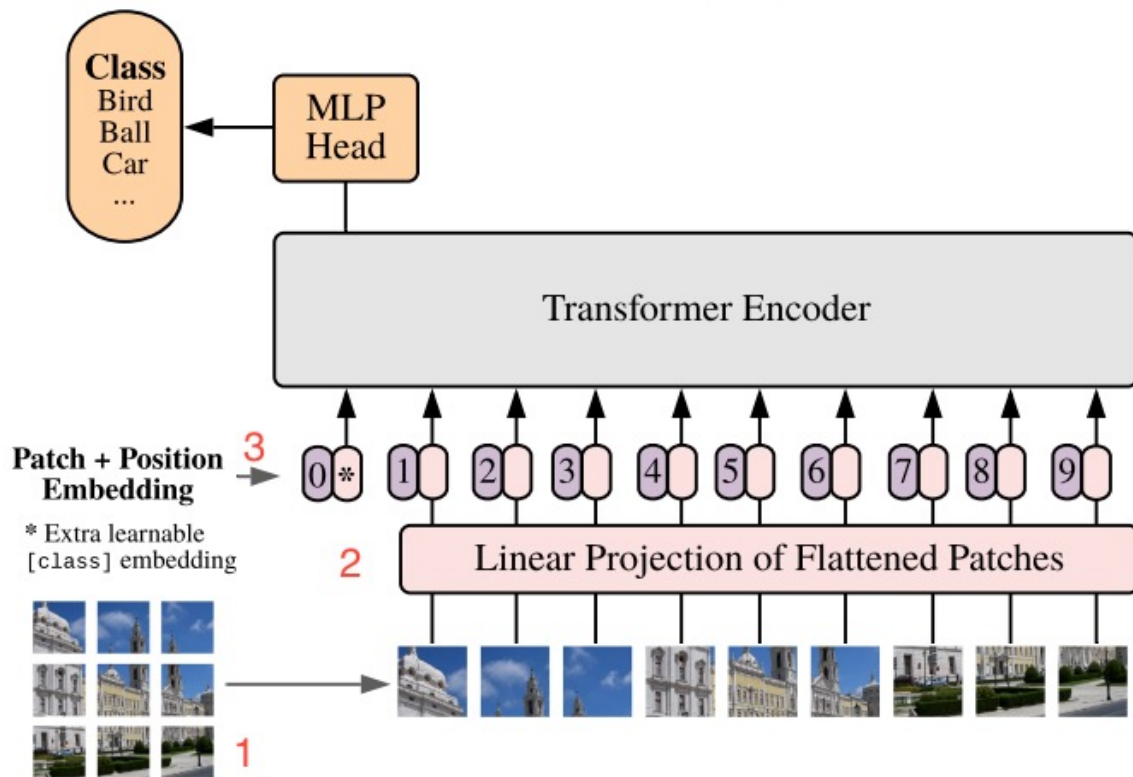 Class
Bird
Ball
Car
...
MLP
Head
Transformer Encoder
3
Patch + Position
Embedding
0 * 1 2 3 4 5 6 7 8 9
* Extra learnable
[class] embedding
2
Linear Projection of Flattened Patches
1